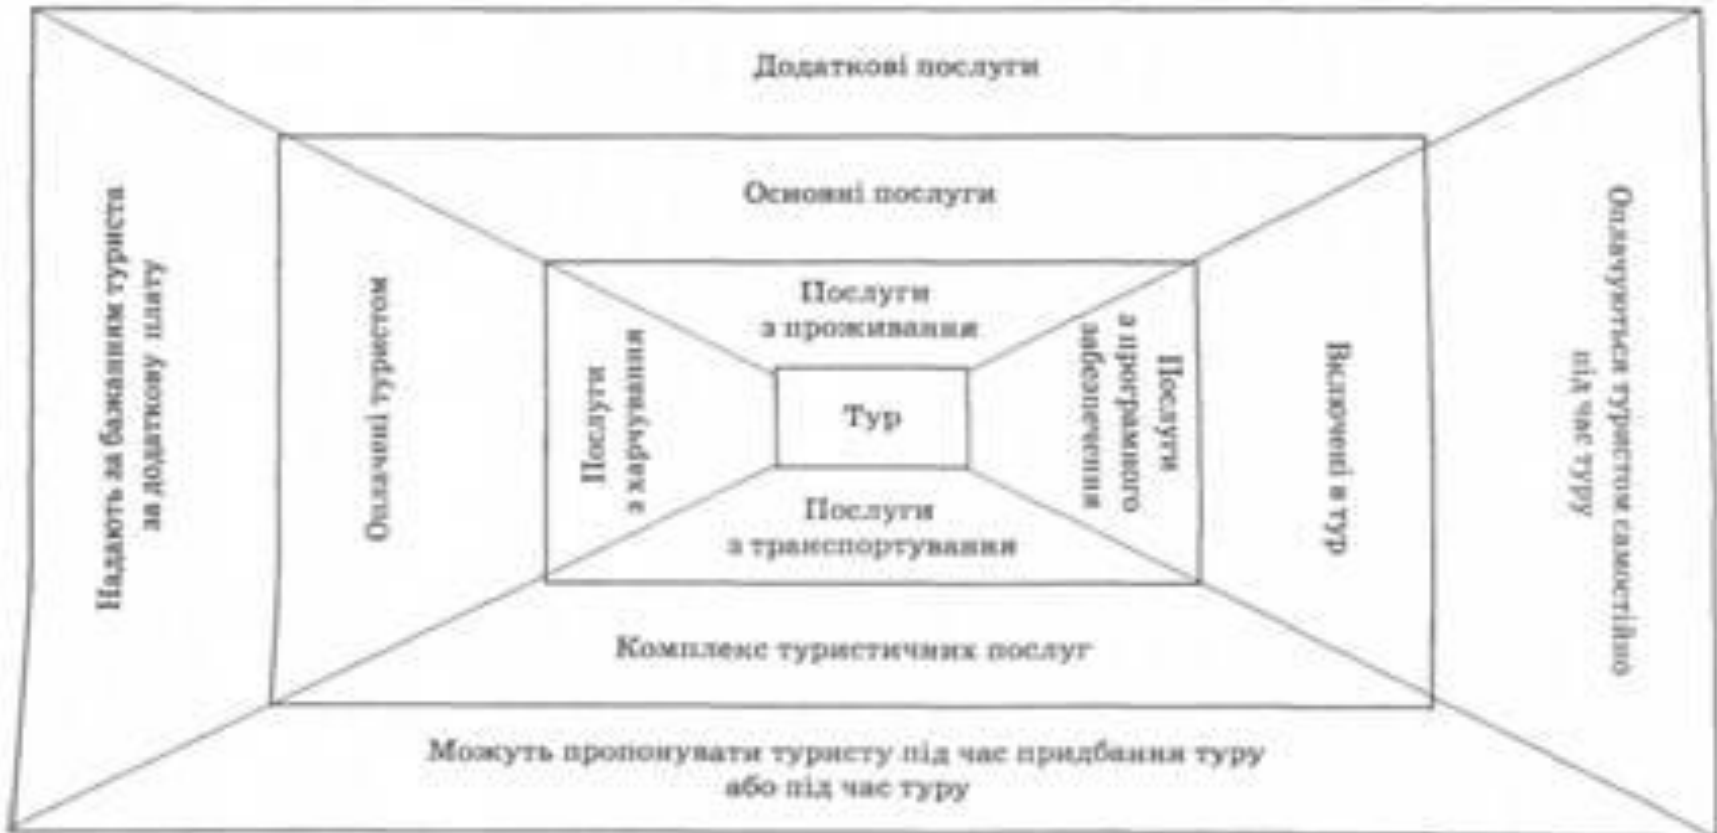 Додаткові послуги
Основні послуги
Послуги
з проживання
Надають за бажанням туриста
за додаткову плату
Оплачені туристом
Послуги
з харчування
Тур
Послуги
з програмного
забезпечення
Включені в тур
Оплачуються туристом самостійно
під час туру
Послуги
з транспортування
Комплекс туристичних послуг
Можуть пропонувати туристу під час придбання туру
або під час туру